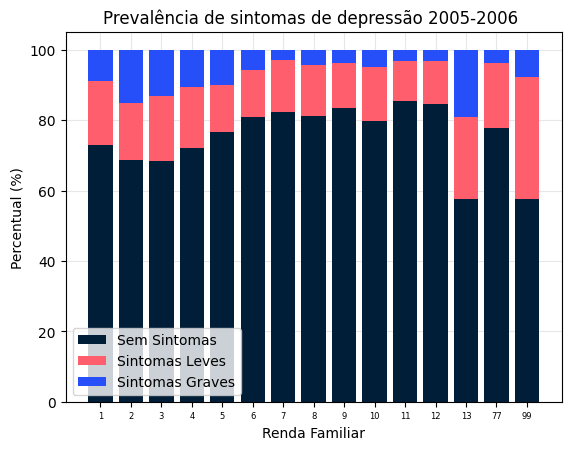 Prevalência de sintomas de depressão 2005-2006
Percentual (%)
100
80
60
40
20
0
Sem Sintomas
Sintomas Leves
Sintomas Graves
1 2 3 4 5 6 7 8 9 10 11 12 13 77 99
Renda Familiar